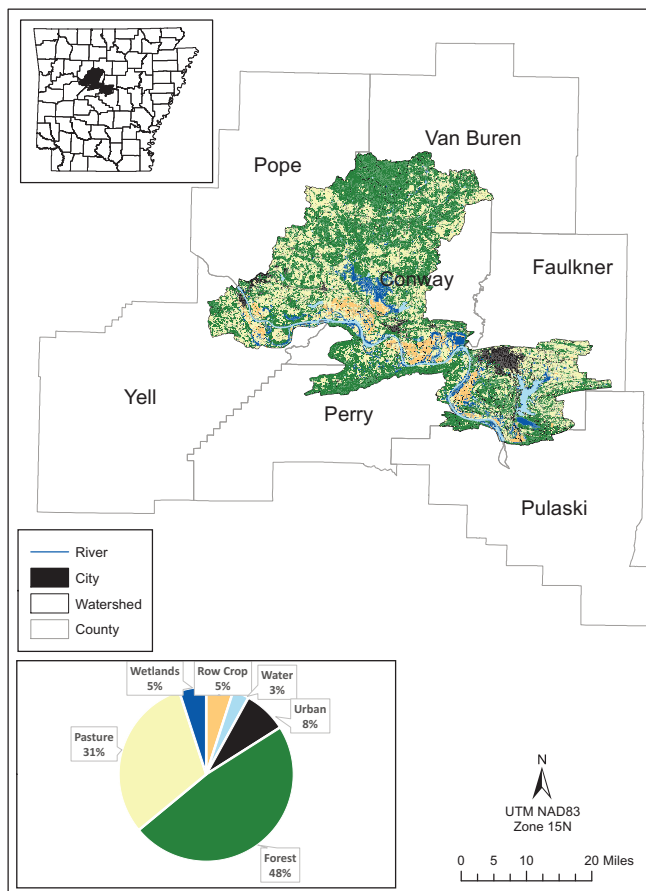 Van Buren
Pope
Conway
Faulkner
Yell
Perry
Pulaski
River
City
Watershed
County
Wetlands
5%
Row Crop
5%
Water
3%
Urban
8%
Pasture
31%
Forest
48%
N
UTM NAD83
Zone 15N
0 5 10 20 Miles